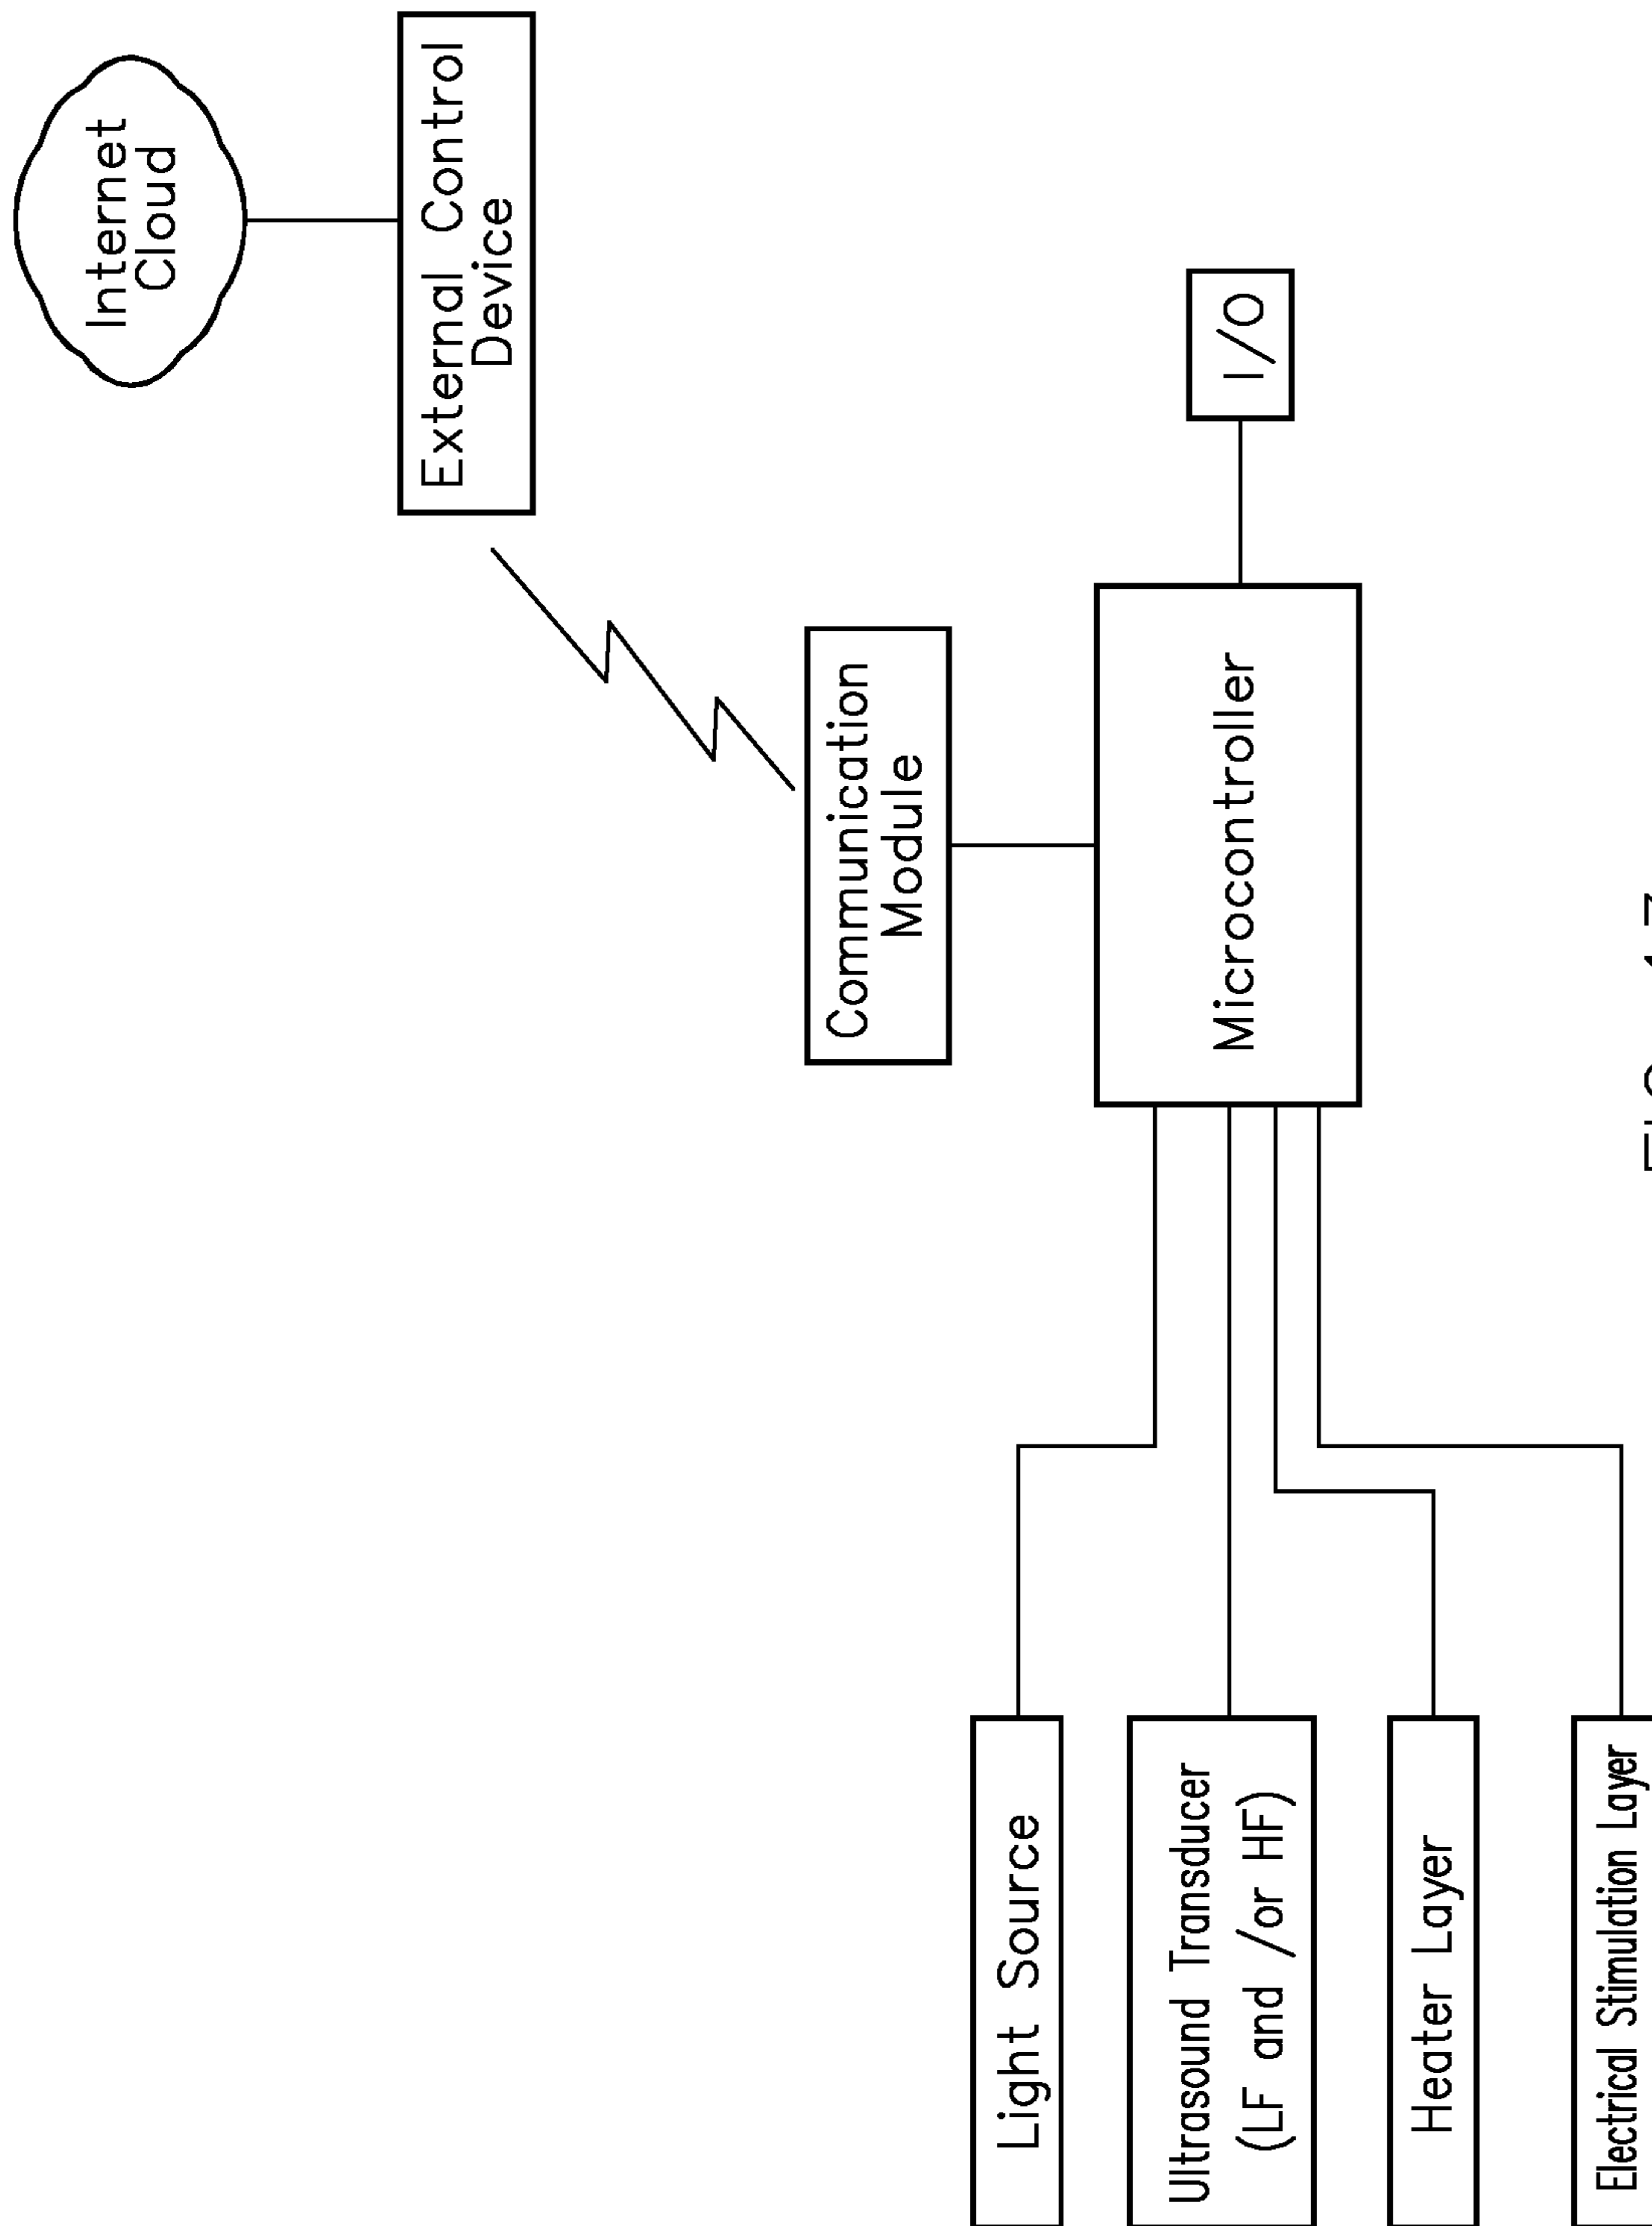 Internet
Cloud
External Control
Device
Communication
Module
I/O
Microcontroller
Light Source
Ultrasound Transducer
(LF and /or HF)
Heater Layer
Electrical Stimulation Layer